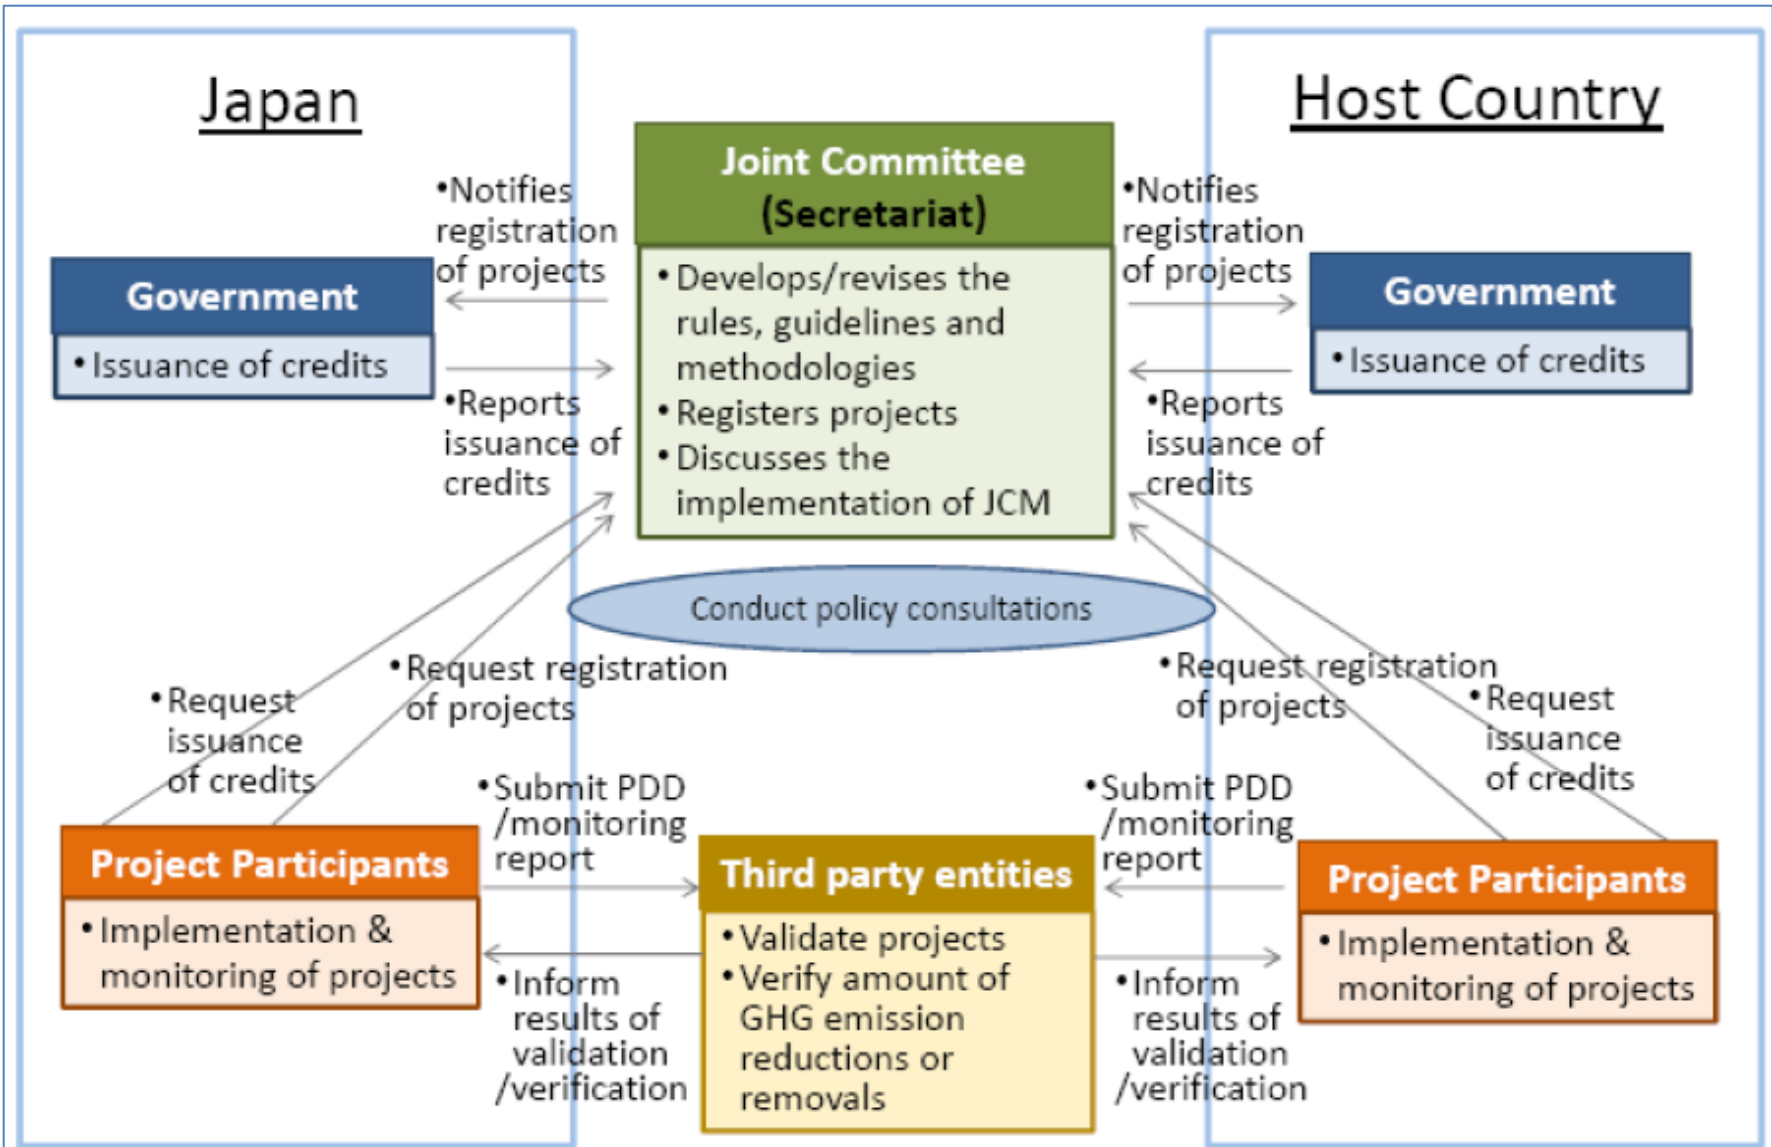 Japan
Host Country
Joint Committee
(Secretariat)
• Develops/revises the
rules, guidelines and
methodologies
• Registers projects
• Discusses the
implementation of JCM
•Notifies
registration
of projects
Government
• Issuance of credits
•Reports
issuance of
credits
•Notifies
registration
of projects
Government
• Issuance of credits
•Reports
issuance of
credits
Conduct policy consultations
•Request
issuance
of credits
•Request registration
of projects
•Request registration
of projects
•Request
issuance
of credits
Project Participants
• Implementation &
monitoring of projects
•Submit PDD
/monitoring
report
•Inform
results of
validation
/verification
Third party entities
• Validate projects
• Verify amount of
GHG emission
reductions or
removals
•Submit PDD
/monitoring
report
•Inform
results of
validation
/verification
Project Participants
• Implementation &
monitoring of projects